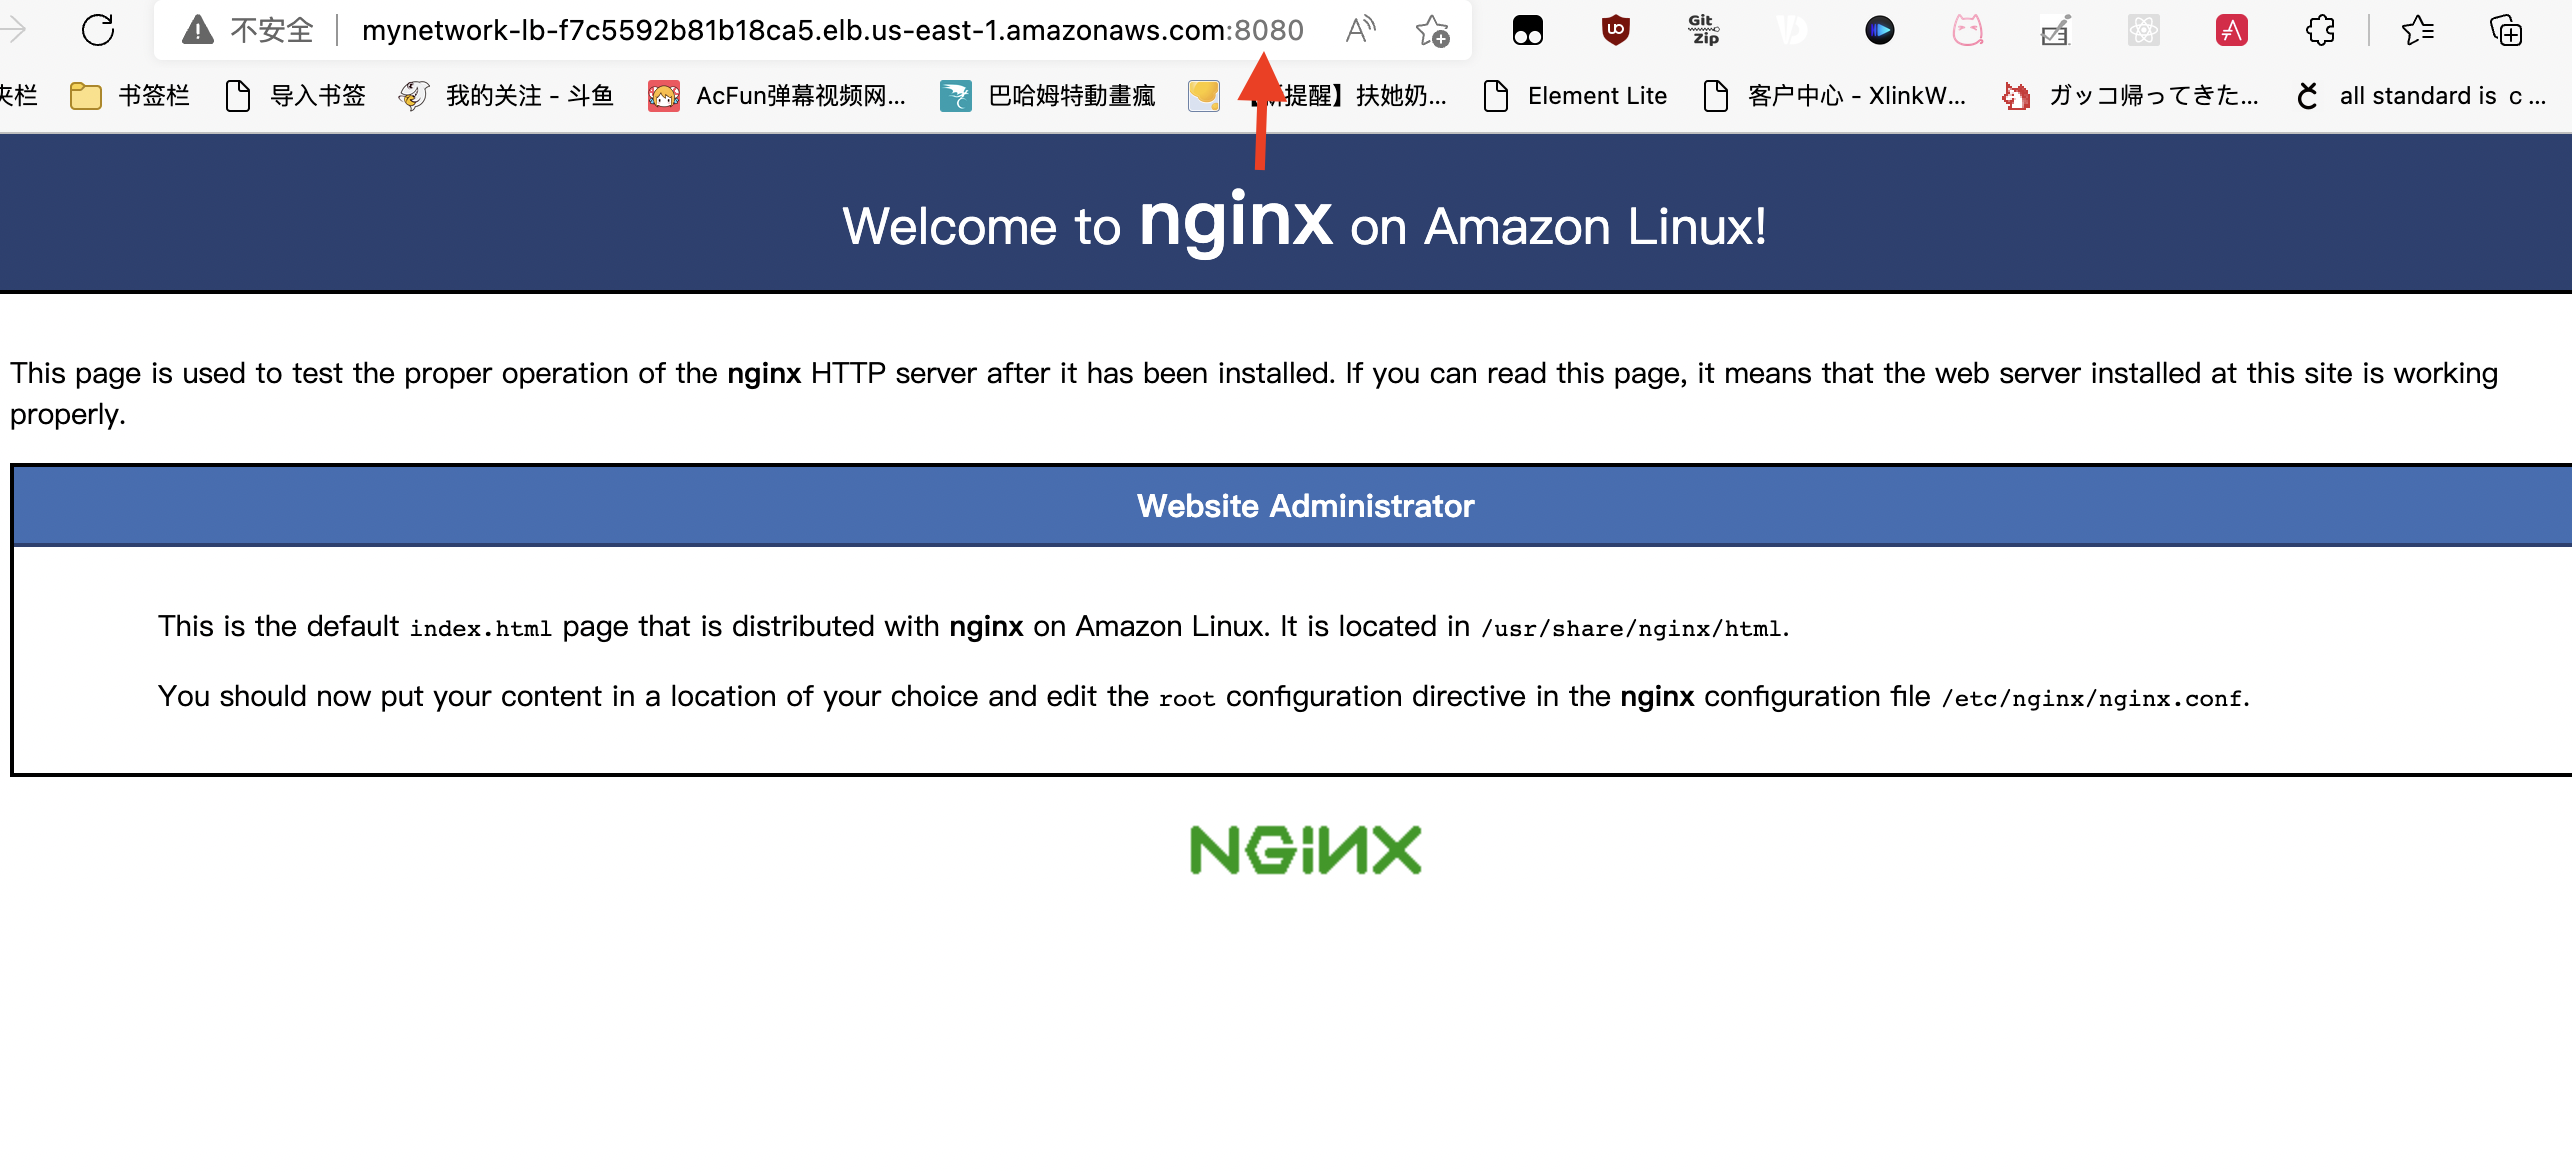 不安全 mynetwork-lb-f7c5592b81b18ca5.elb.us-east-1.amazonaws.com:8080 A Git Zip
夹栏 书签栏 导入书签 我的关注 - 斗鱼 AcFun弹幕视频网... 巴哈姆特動畫瘋 提醒】扶她奶... Element Lite 客户中心 - XlinkW... ガッコ帰ってきた... all standard is c ...
Welcome to nginx on Amazon Linux!
This page is used to test the proper operation of the nginx HTTP server after it has been installed. If you can read this page, it means that the web server installed at this site is working
properly.
Website Administrator
This is the default index.html page that is distributed with nginx on Amazon Linux. It is located in /usr/share/nginx/html.
You should now put your content in a location of your choice and edit the root configuration directive in the nginx configuration file /etc/nginx/nginx.conf.
NGiNX